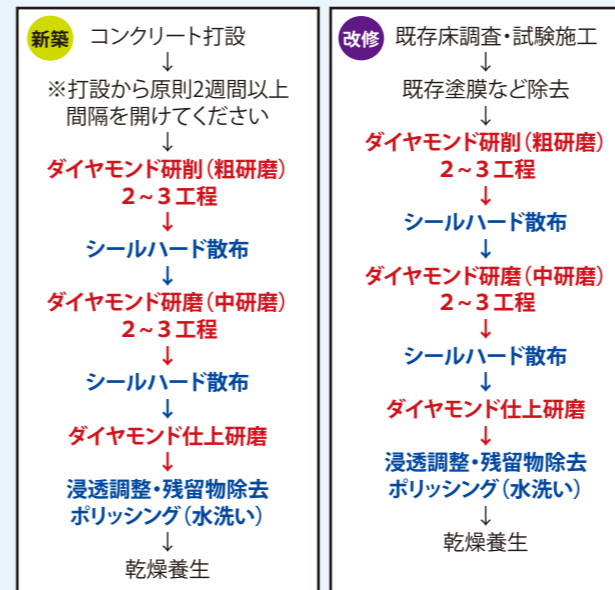 新築 コンクリート打設
↓
※打設から原則2週間以上
間隔を開けてください
↓
ダイヤモンド研削（粗研磨）
2～3工程
↓
シールハード散布
↓
ダイヤモンド研磨（中研磨）
2～3工程
↓
シールハード散布
↓
ダイヤモンド仕上研磨
↓
浸透調整・残留物除去
ポリッシング（水洗い）
↓
乾燥養生
改修 既存床調査・試験施工
↓
既存塗膜など除去
↓
ダイヤモンド研削（粗研磨）
2～3工程
↓
シールハード散布
↓
ダイヤモンド研磨（中研磨）
2～3工程
↓
シールハード散布
↓
ダイヤモンド仕上研磨
↓
浸透調整・残留物除去
ポリッシング（水洗い）
↓
乾燥養生